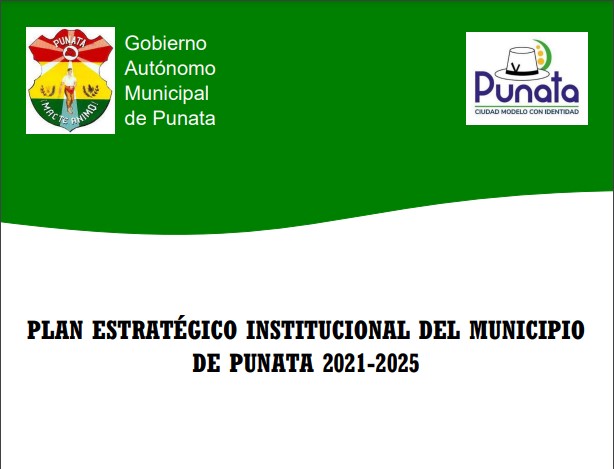 PUNATA
MACTE ANIMO
Gobierno
Autónomo
Municipal
de Punata
Punata
CIUDAD MODELO CON IDENTIDAD
PLAN ESTRATÉGICO INSTITUCIONAL DEL MUNICIPIO
DE PUNATA 2021-2025